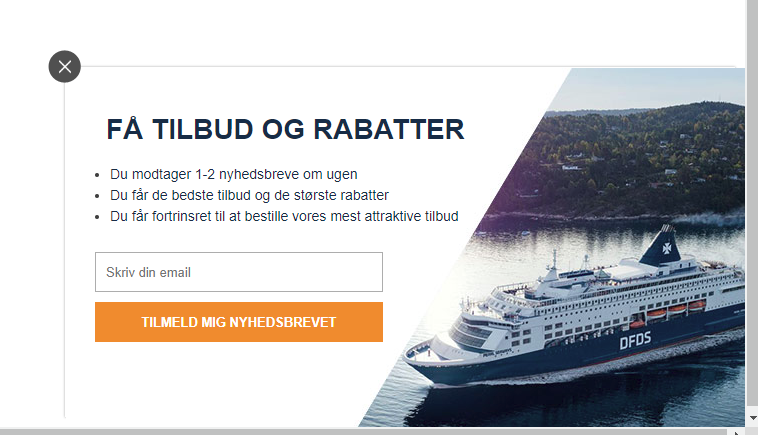 FÅ TILBUD OG RABATTER
Du modtager 1-2 nyhedsbreve om ugen
Du får de bedste tilbud og de største rabatter
Du får fortrinsret til at bestille vores mest attraktive tilbud
Skriv din email
TILMELD MIG NYHEDSBREVET
DFDS